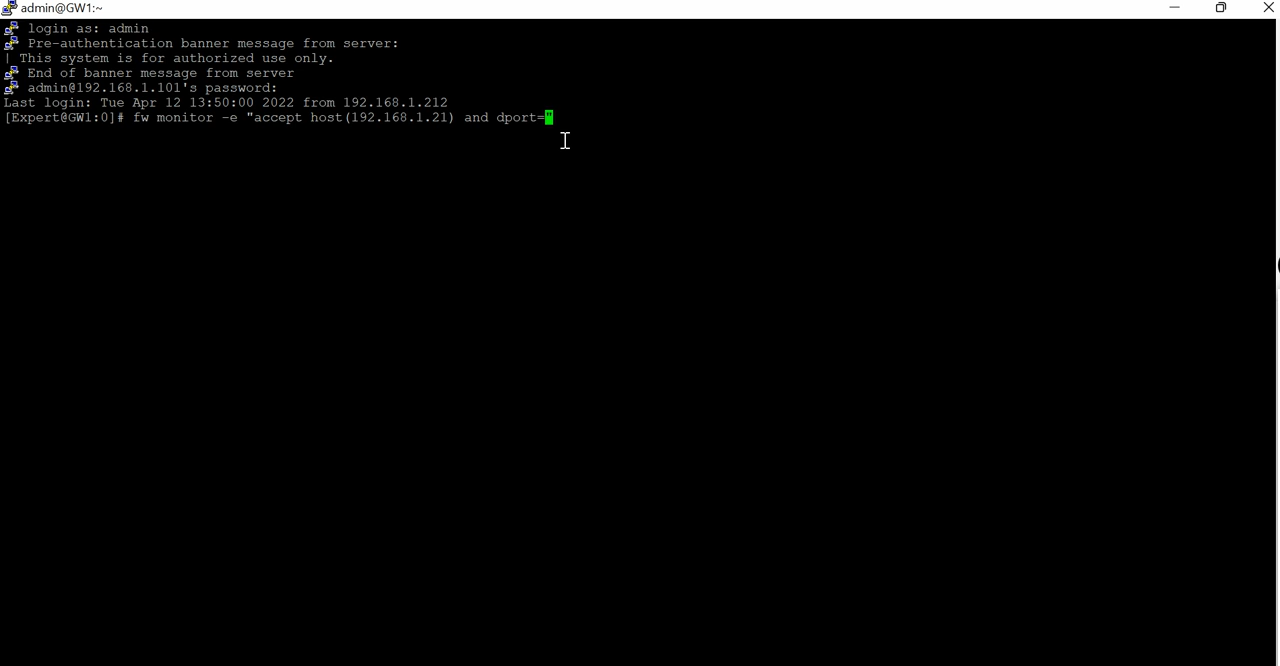 admin@GW1:~
login as: admin
Pre-authentication banner message from server:
| This system is for authorized use only.
End of banner message from server
admin@192.168.1.101's password:
Last login: Tue Apr 12 13:50:00 2022 from 192.168.1.212
[Expert@GW1:0]# fw monitor -e "accept host(192.168.1.21) and dport="